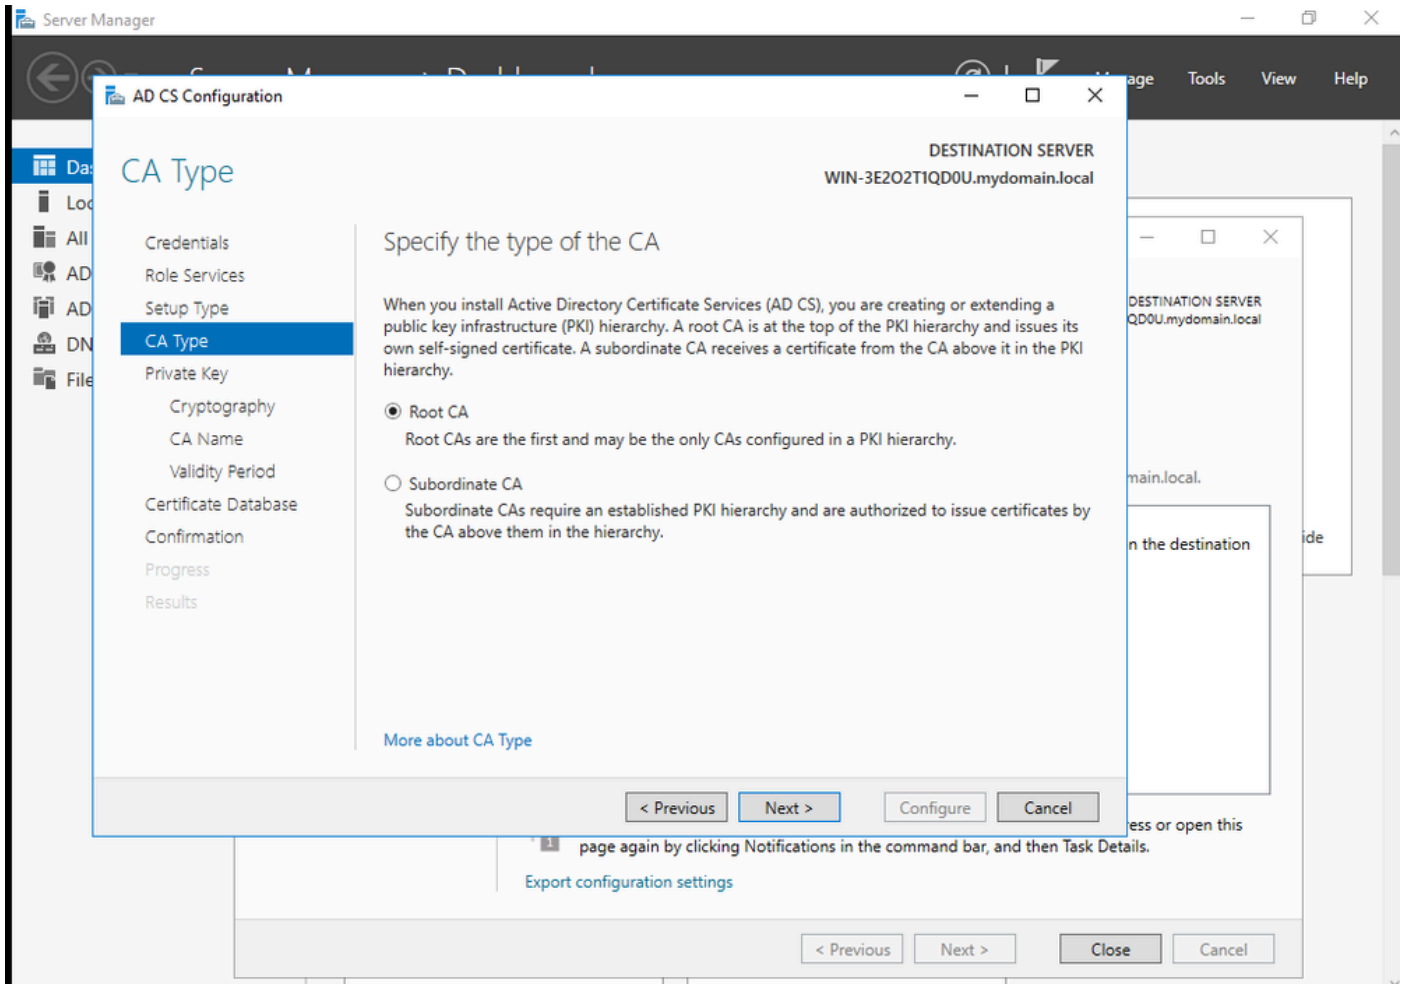 Server Manager
Manage Tools View Help
AD CS Configuration
CA Type
DESTINATION SERVER
WIN-3E2O2T1QD0U.mydomain.local
Credentials
Role Services
Setup Type
CA Type
Private Key
Cryptography
CA Name
Validity Period
Certificate Database
Confirmation
Progress
Results
Specify the type of the CA
When you install Active Directory Certificate Services (AD CS), you are creating or extending a
public key infrastructure (PKI) hierarchy. A root CA is at the top of the PKI hierarchy and issues its
own self-signed certificate. A subordinate CA receives a certificate from the CA above it in the PKI
hierarchy.
Root CA
Root CAs are the first and may be the only CAs configured in a PKI hierarchy.
Subordinate CA
Subordinate CAs require an established PKI hierarchy and are authorized to issue certificates by
the CA above them in the hierarchy.
More about CA Type
< Previous Next > Configure Cancel
Das
Loc
All
AD
AD
DN
File
DESTINATION SERVER
QD0U.mydomain.local
main.local.
n the destination
ide
ress or open this
1
page again by clicking Notifications in the command bar, and then Task Details.
Export configuration settings
< Previous Next > Close Cancel